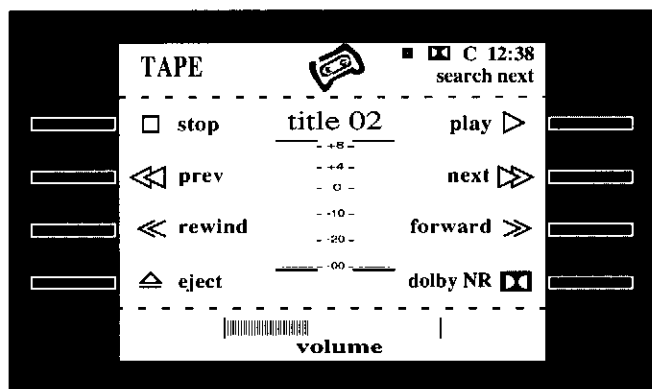 TAPE
C 12:38
search next
stop
title 02
play
prev
next
rewind
forward
eject
dolby NR
+8
+4
0
-10
-20
-00
volume